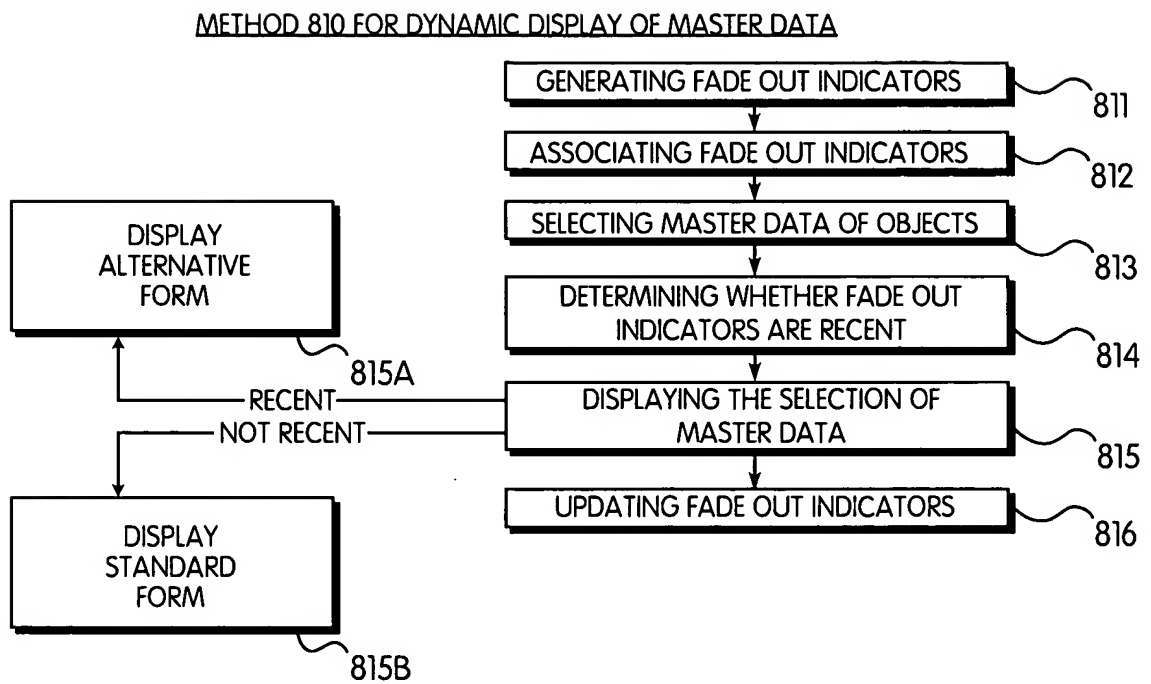 METHOD 810 FOR DYNAMIC DISPLAY OF MASTER DATA
GENERATING FADE OUT INDICATORS
811
ASSOCIATING FADE OUT INDICATORS
812
SELECTING MASTER DATA OF OBJECTS
813
DETERMINING WHETHER FADE OUT
INDICATORS ARE RECENT
814
DISPLAY
ALTERNATIVE
FORM
815A
RECENT
NOT RECENT
DISPLAYING THE SELECTION OF
MASTER DATA
815
UPDATING FADE OUT INDICATORS
816
DISPLAY
STANDARD
FORM
815B